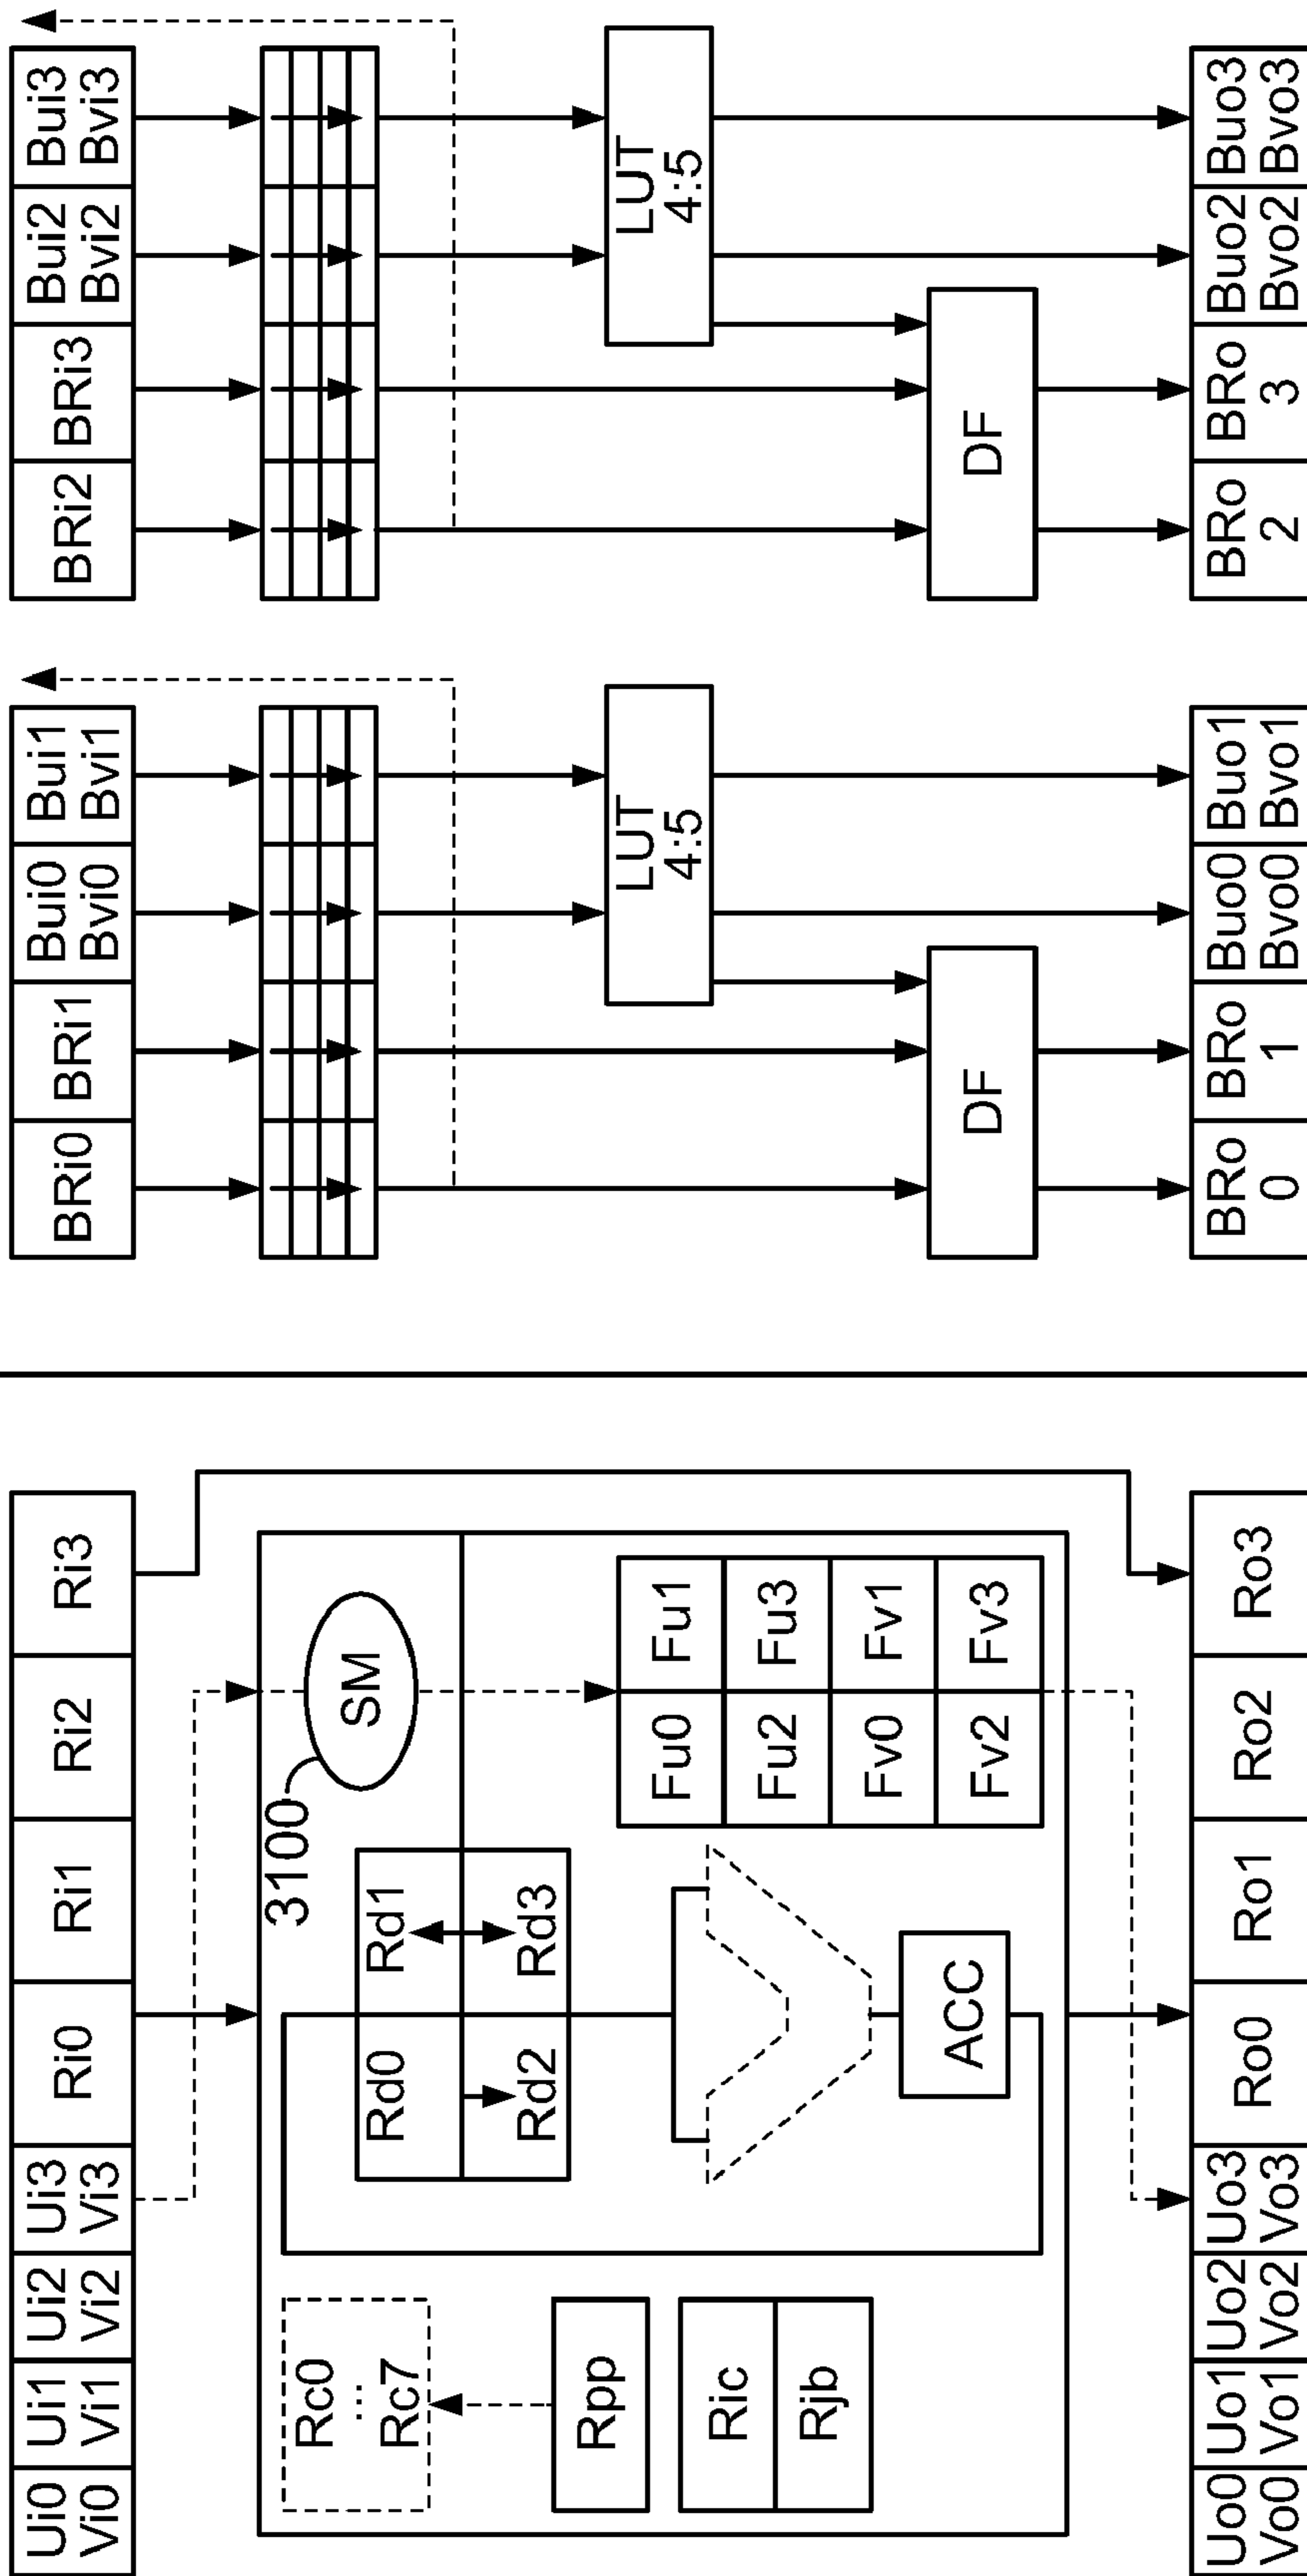 Ui0
Vi0
Ui1
Vi1
Ui2
Vi2
Ui3
Vi3
Ri0
Ri1
Ri2
Ri3
BRi0
BRi1
Bui0
Bvi0
Bui1
Bvi1
BRi2
BRi3
Bui2
Bvi2
Bui3
Bvi3
3100
SM
Rc0
...
Rc7
Rd0
Rd1
Rd2
Rd3
Rpp
Ric
Rjb
Fu0
Fu1
Fu2
Fu3
Fv0
Fv1
Fv2
Fv3
ACC
LUT
4:5
DF
LUT
4:5
DF
Uo0
Vo0
Uo1
Vo1
Uo2
Vo2
Uo3
Vo3
Ro0
Ro1
Ro2
Ro3
BRo
0
BRo
1
Buo0
Bvo0
Buo1
Bvo1
BRo
2
BRo
3
Buo2
Bvo2
Buo3
Bvo3